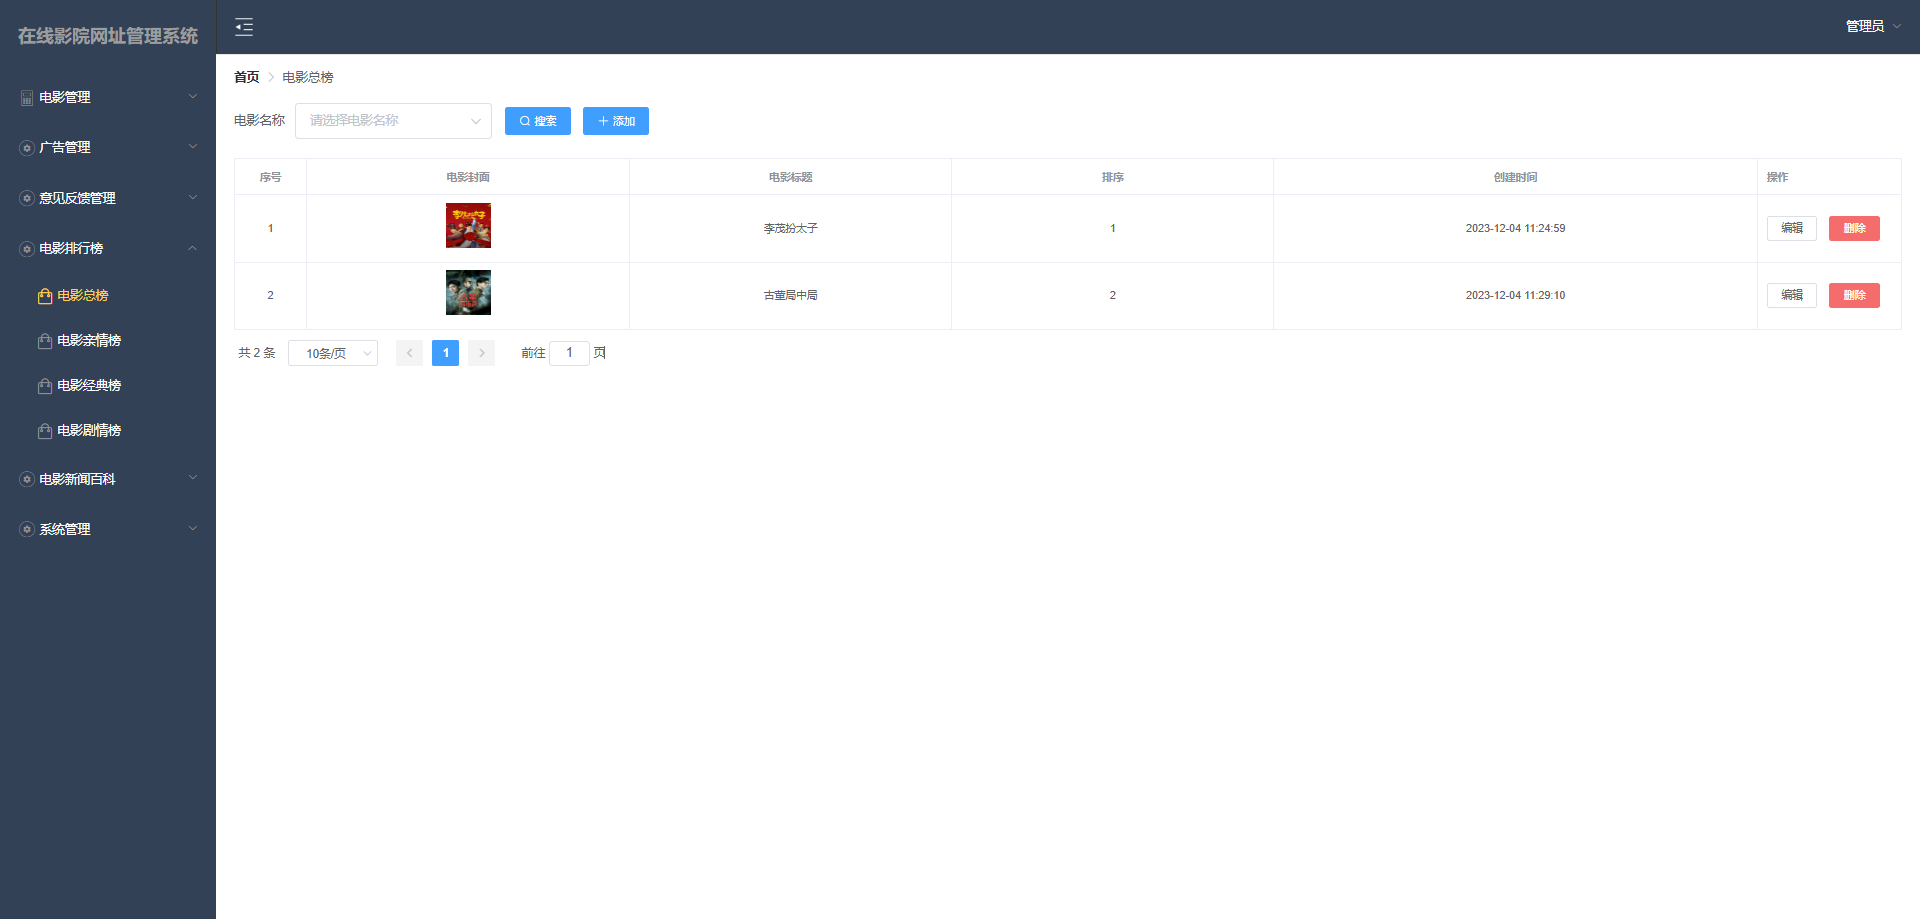 在线影院网址管理系统
管理员
电影管理
广告管理
意见反馈管理
电影排行榜
电影总榜
电影亲情榜
电影经典榜
电影剧情榜
电影新闻百科
系统管理
首页 > 电影总榜
电影名称 请选择电影名称 搜索 添加
序号 电影封面 电影标题 排序 创建时间 操作
1 李茂扮太子 1 2023-12-04 11:24:59 编辑 删除
2 古董局中局 2 2023-12-04 11:29:10 编辑 删除
共 2 条 10条/页 1 前往 1 页